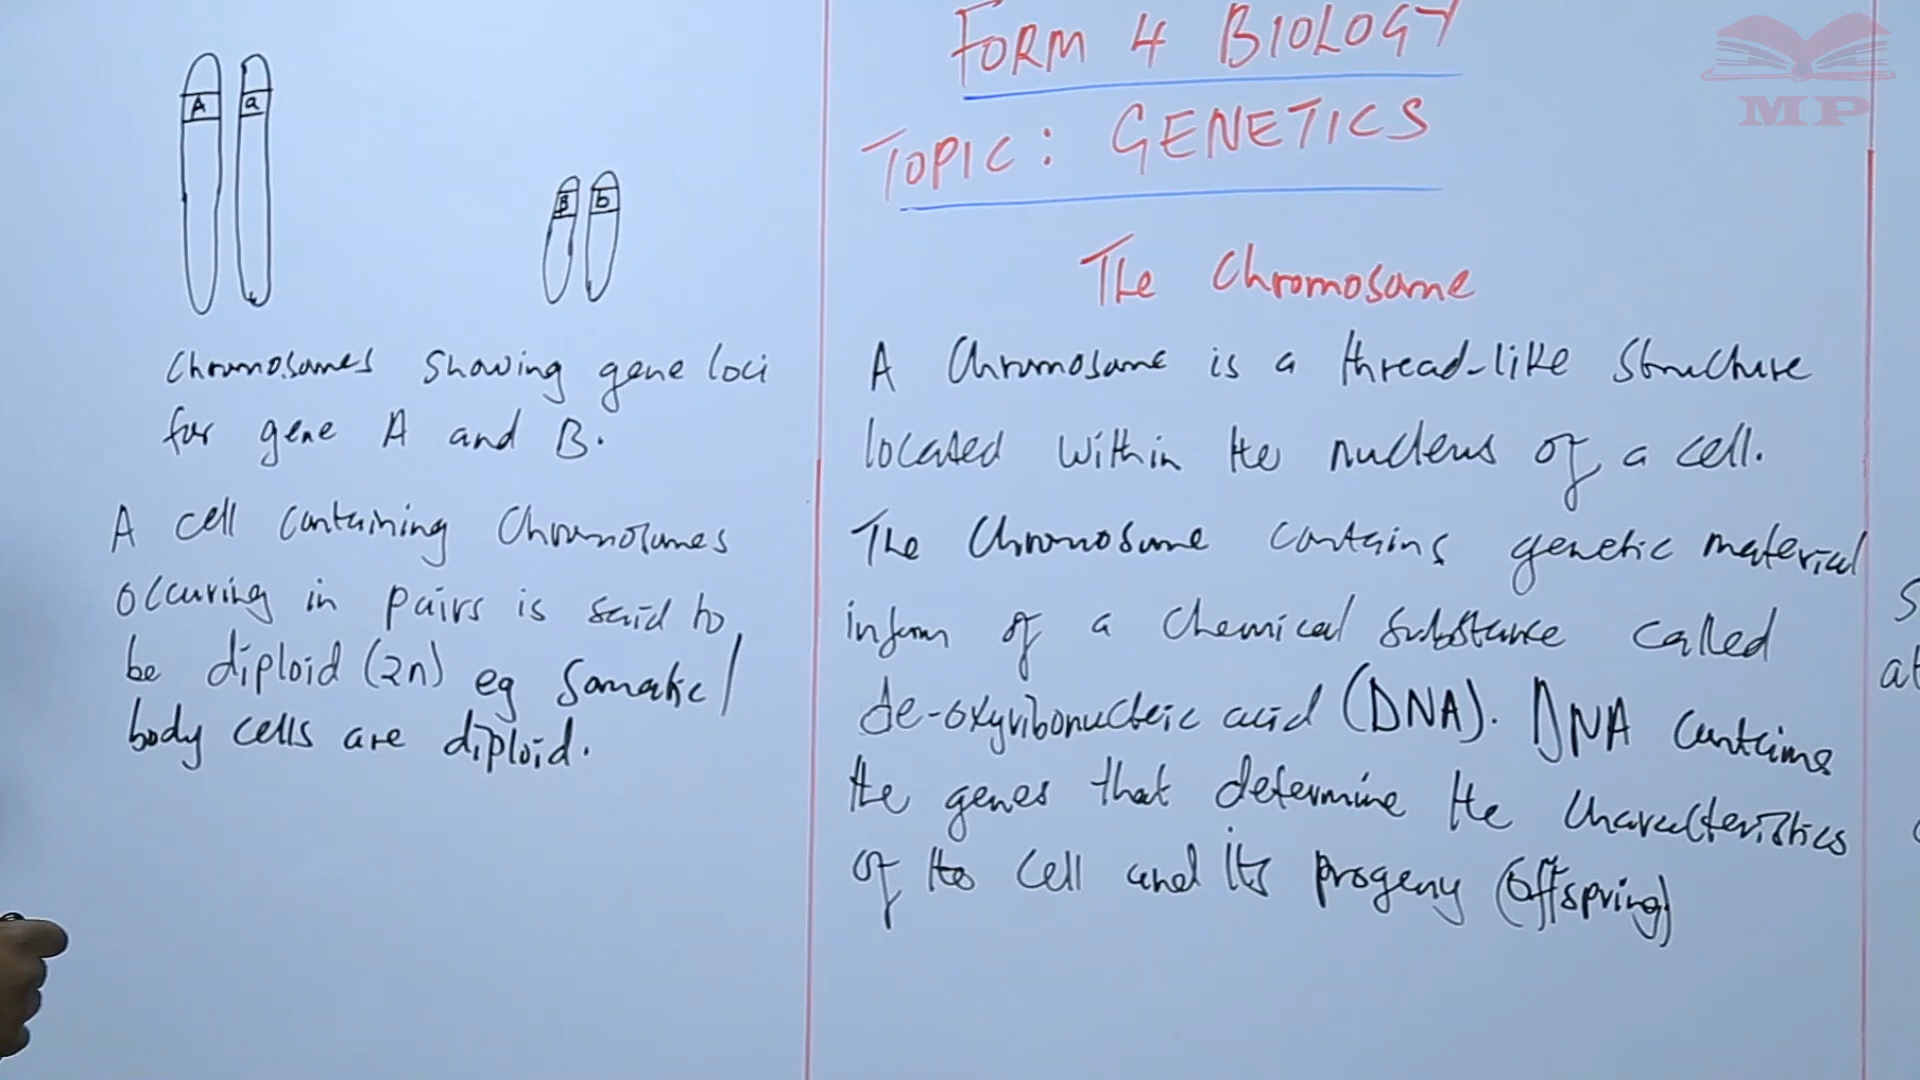 A a
B b
Chromosomes showing gene loci
for gene A and B.
A cell containing Chromosomes
occuring in pairs is said to
be diploid (2n) eg Somatic/
body cells are diploid.
FORM 4 BIOLOGY
TOPIC: GENETICS
The Chromosome
A Chromosome is a thread-like structure
located within the nucleus of a cell.
The Chromosome contains genetic material
inform of a chemical substance called
de-oxyribonucleic acid (DNA). DNA contains
the genes that determine the characteristics
of the cell and its progeny (offspring)
MP